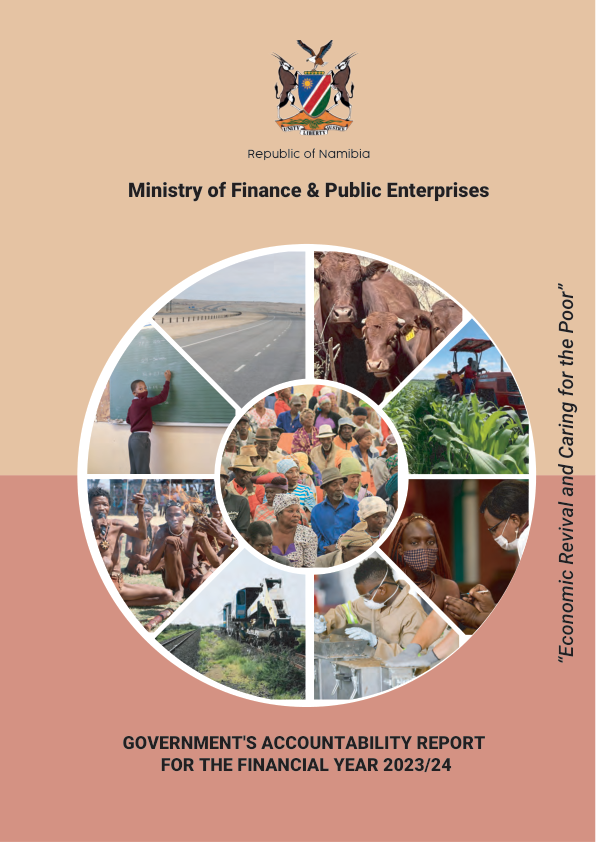 UNITY LIBERTY JUSTICE
Republic of Namibia
Ministry of Finance & Public Enterprises
"Economic Revival and Caring for the Poor"
GOVERNMENT'S ACCOUNTABILITY REPORT
FOR THE FINANCIAL YEAR 2023/24